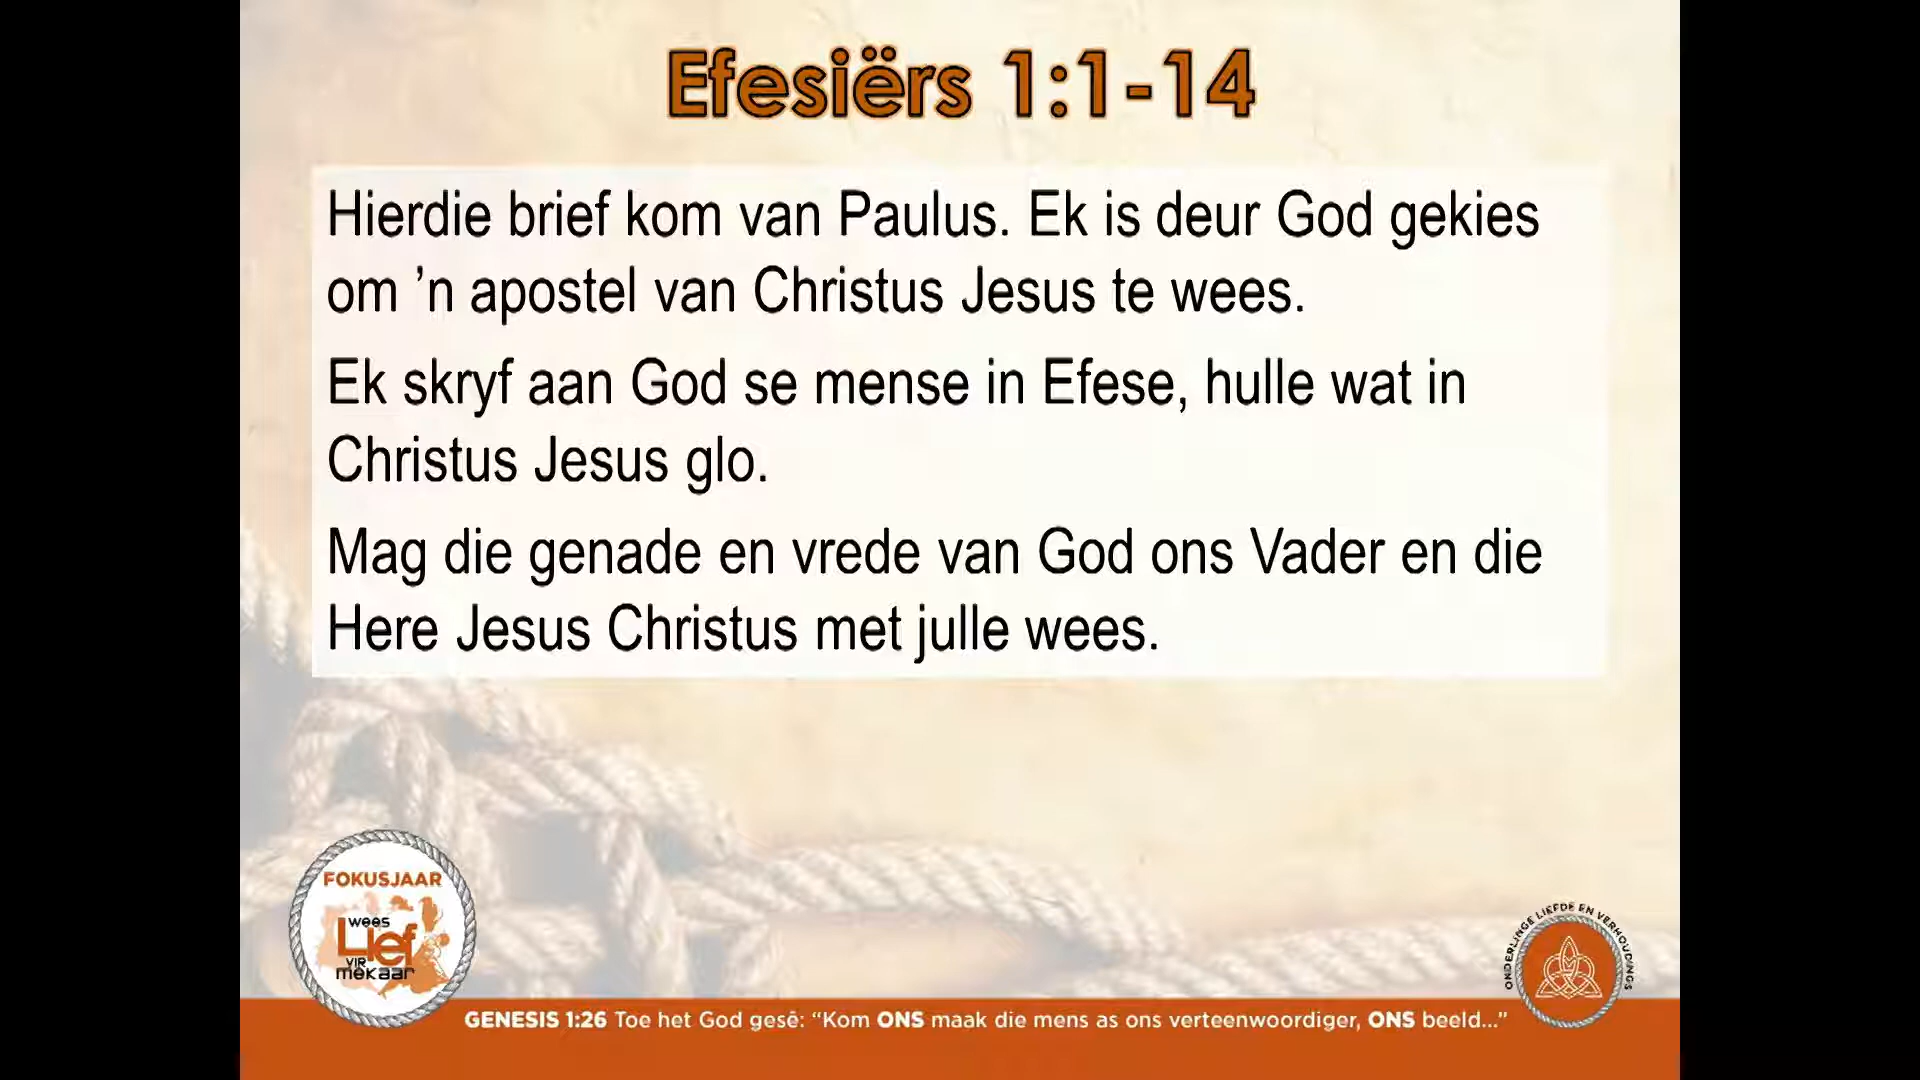 Efesiërs 1:1-14
Hierdie brief kom van Paulus. Ek is deur God gekies
om ’n apostel van Christus Jesus te wees.
Ek skryf aan God se mense in Efese, hulle wat in
Christus Jesus glo.
Mag die genade en vrede van God ons Vader en die
Here Jesus Christus met julle wees.
FOKUSJAAR
wees
Lief
VIR
mekaar
ONDERLINGE LIEFDE EN VERHOUDINGS
GENESIS 1:26 Toe het God gesê: “Kom ONS maak die mens as ons verteenwoordiger, ONS beeld...”